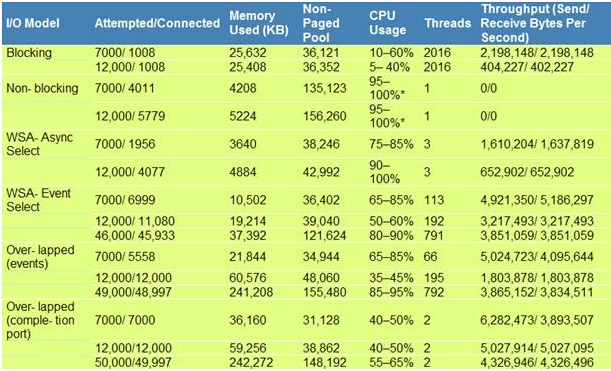 I/O Model Attempted/Connected Memory Used (KB) Non-Paged Pool CPU Usage Threads Throughput (Send/ Receive Bytes Per Second)
Blocking 7000/ 1008 25,632 36,121 10–60% 2016 2,198,148/ 2,198,148
12,000/ 1008 25,408 36,352 5– 40% 2016 404,227/ 402,227
Non- blocking 7000/ 4011 4208 135,123 95–100%* 1 0/0
12,000/ 5779 5224 156,260 95–100%* 1 0/0
WSA- Async Select 7000/ 1956 3640 38,246 75–85% 3 1,610,204/ 1,637,819
12,000/ 4077 4884 42,992 90–100% 3 652,902/ 652,902
WSA- Event Select 7000/ 6999 10,502 36,402 65–85% 113 4,921,350/ 5,186,297
12,000/ 11,080 19,214 39,040 50–60% 192 3,217,493/ 3,217,493
46,000/ 45,933 37,392 121,624 80–90% 791 3,851,059/ 3,851,059
Over- lapped (events) 7000/ 5558 21,844 34,944 65–85% 66 5,024,723/ 4,095,644
12,000/12,000 60,576 48,060 35–45% 195 1,803,878/ 1,803,878
49,000/48,997 241,208 155,480 85–95% 792 3,865,152/ 3,834,511
Over- lapped (comple- tion port) 7000/ 7000 36,160 31,128 40–50% 2 6,282,473/ 3,893,507
12,000/12,000 59,256 38,862 40–50% 2 5,027,914/ 5,027,095
50,000/49,997 242,272 148,192 55–65% 2 4,326,946/ 4,326,496